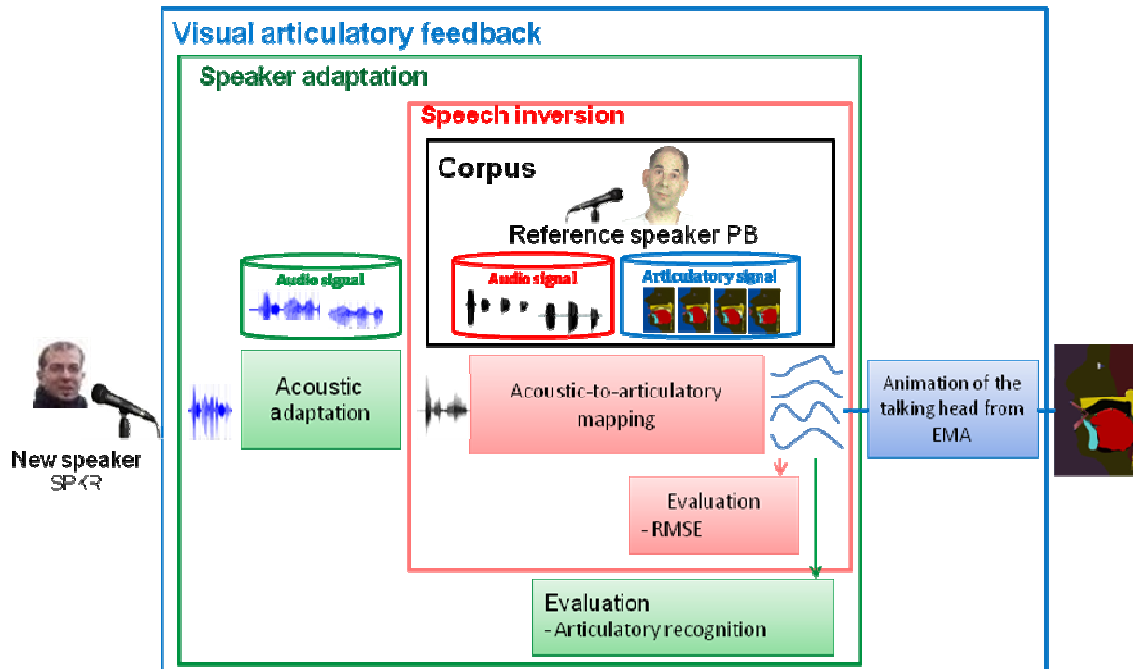 Visual articulatory feedback
Speaker adaptation
Speech inversion
Corpus
Reference speaker PB
Audio signal
Audio signal
Articulatory signal
Acoustic
adaptation
Acoustic-to-articulatory
mapping
Animation of the
talking head from
EMA
New speaker
SPKR
Evaluation
- RMSE
Evaluation
- Articulatory recognition